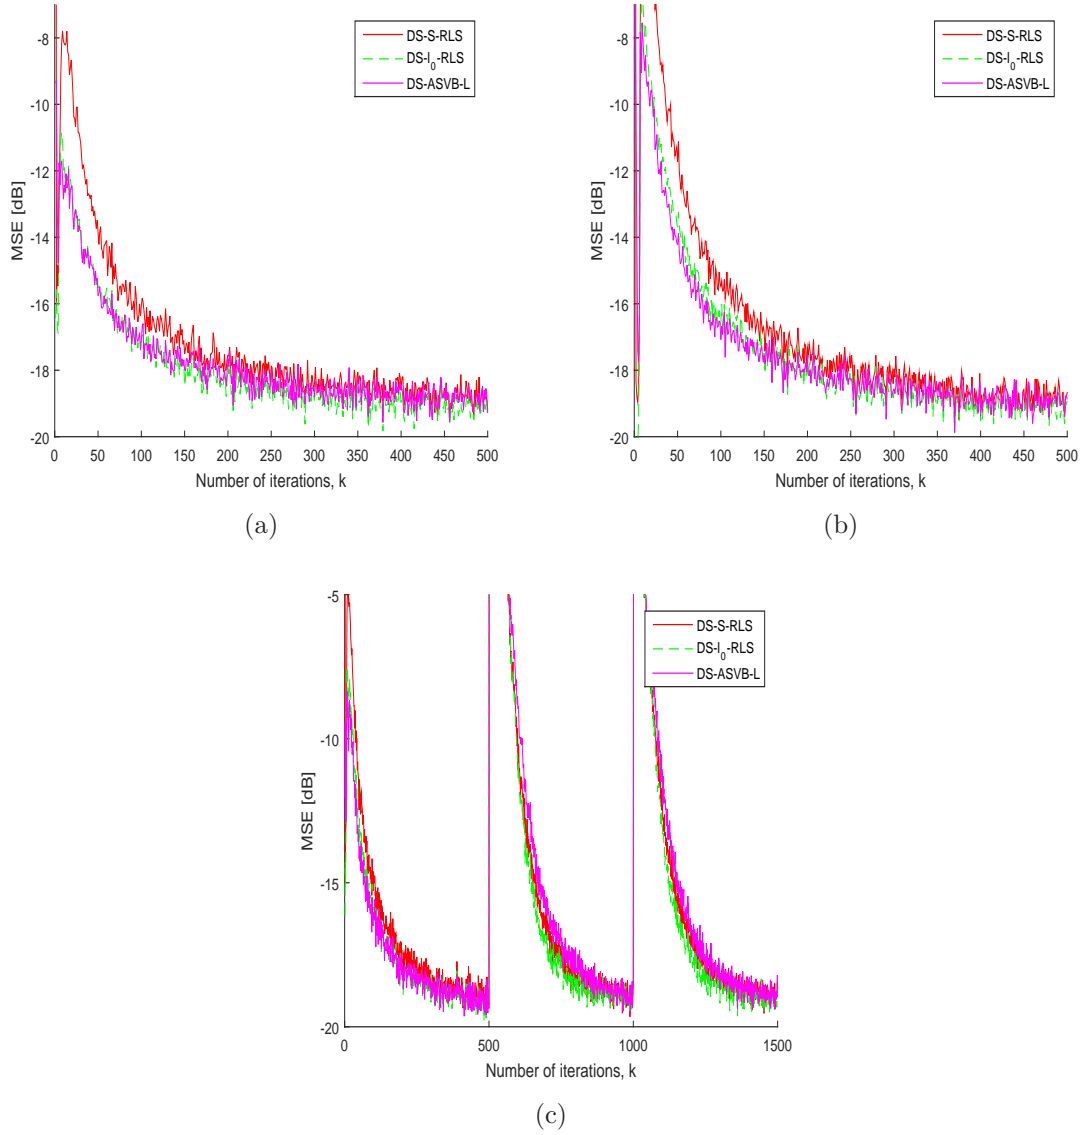 -8
-10
-12
-14
-16
-18
-20
MSE [dB]
DS-S-RLS
DS-l0-RLS
DS-ASVB-L
0 50 100 150 200 250 300 350 400 450 500
Number of iterations, k
(a)
-8
-10
-12
-14
-16
-18
-20
MSE [dB]
DS-S-RLS
DS-l0-RLS
DS-ASVB-L
0 50 100 150 200 250 300 350 400 450 500
Number of iterations, k
(b)
-5
-10
-15
-20
MSE [dB]
DS-S-RLS
DS-l0-RLS
DS-ASVB-L
0 500 1000 1500
Number of iterations, k
(c)